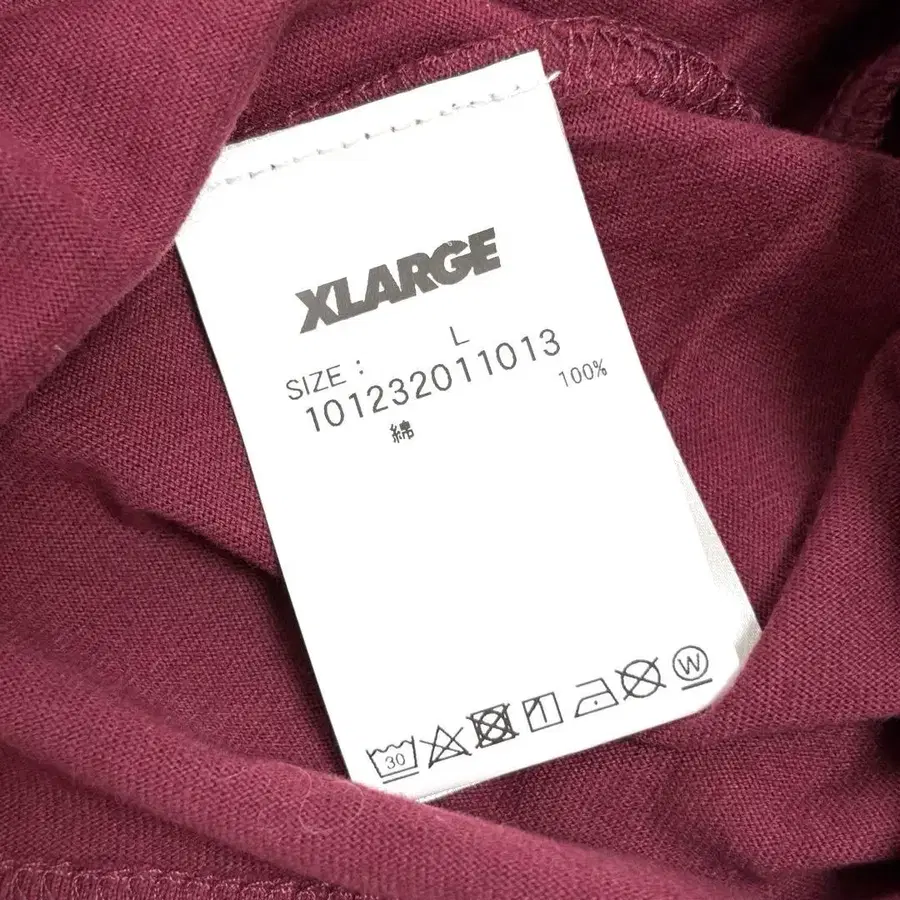 XLARGE
SIZE： L
101232011013
綿 100%
30
W